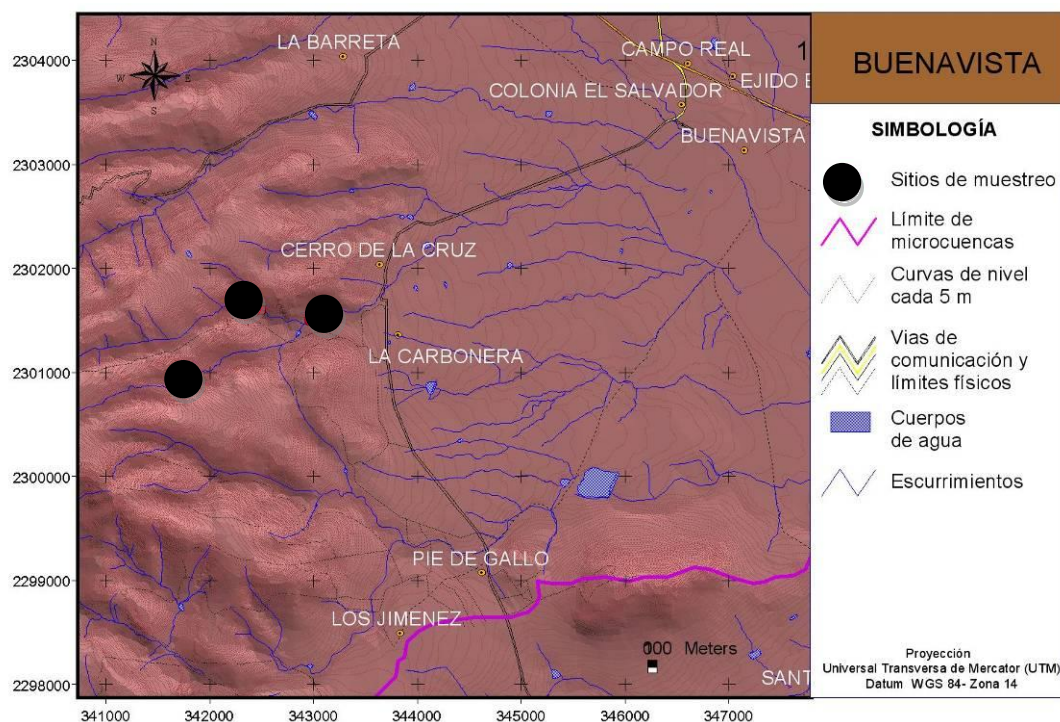 2304000
2303000
2302000
2301000
2300000
2299000
2298000
341000
342000
343000
344000
345000
346000
347000
N
W
E
S
LA BARRETA
CAMPO REAL
1
EJIDO E
COLONIA EL SALVADOR
BUENAVISTA
CERRO DE LA CRUZ
LA CARBONERA
PIE DE GALLO
LOS JIMENEZ
Meters
SANT
BUENAVISTA
SIMBOLOGÍA
Sitios de muestreo
Límite de
microcuencas
Curvas de nivel
cada 5 m
Vias de
comunicación y
límites físicos
Cuerpos
de agua
Escurrimientos
Proyección
Universal Transversa de Mercator (UTM)
Datum WGS 84- Zona 14